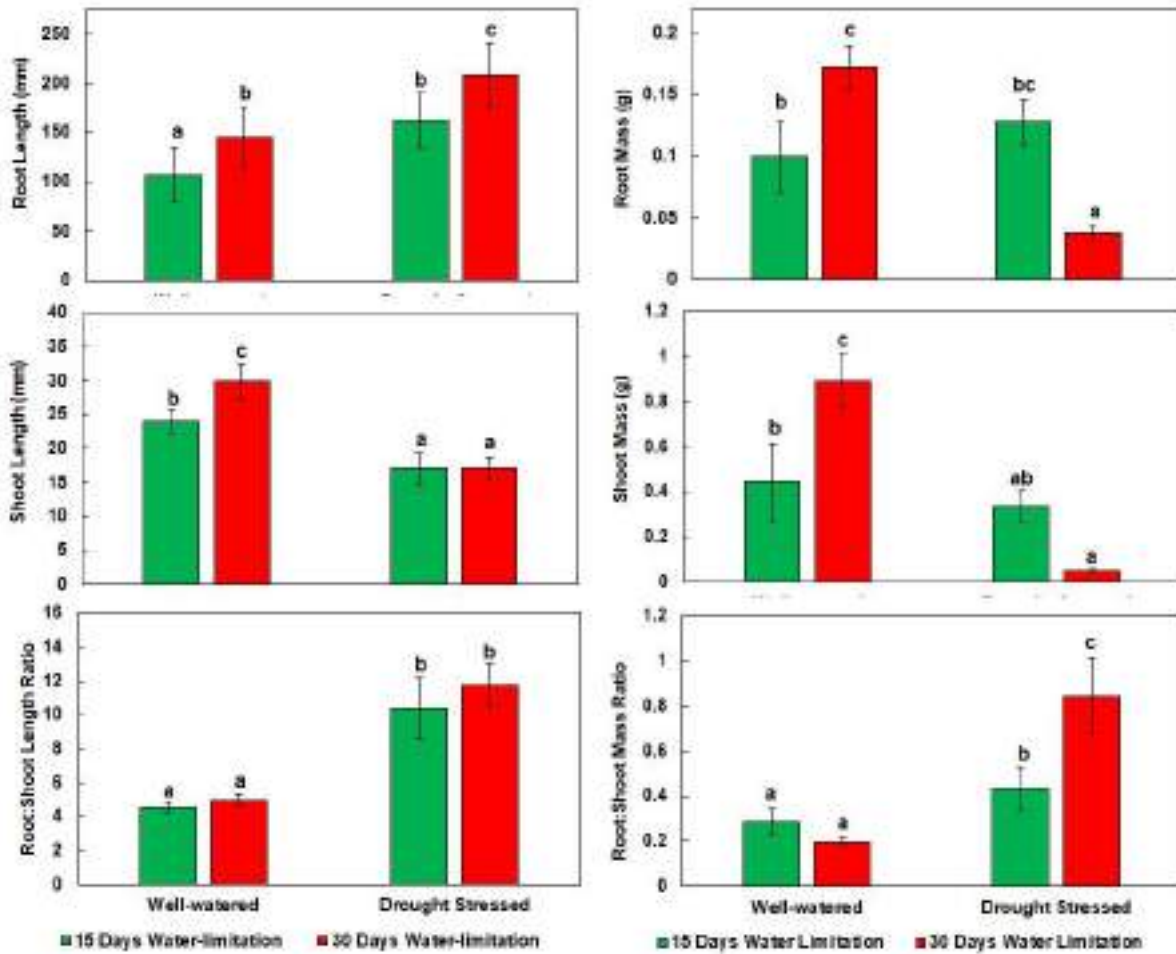 Root Length (mm)
250
200
150
100
50
0
a
b
b
c
Root Mass (g)
0.2
0.15
0.1
0.05
0
b
c
bc
a
Shoot Length (mm)
40
35
30
25
20
15
10
5
0
b
c
a
a
Shoot Mass (g)
1.2
1
0.8
0.6
0.4
0.2
0
b
c
ab
a
Root:Shoot Length Ratio
16
14
12
10
8
6
4
2
0
a
a
b
b
Well-watered
Drought Stressed
15 Days Water-limitation
30 Days Water-limitation
Root:Shoot Mass Ratio
1.2
1
0.8
0.6
0.4
0.2
0
a
a
b
c
Well-watered
Drought Stressed
15 Days Water Limitation
30 Days Water Limitation